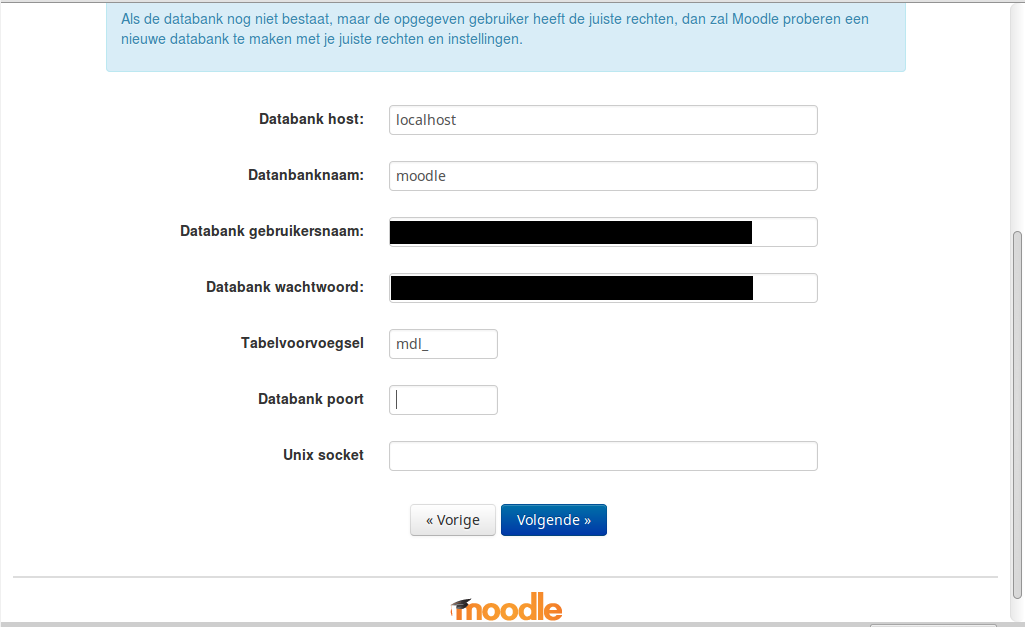 Als de databank nog niet bestaat, maar de opgegeven gebruiker heeft de juiste rechten, dan zal Moodle proberen een
nieuwe databank te maken met je juiste rechten en instellingen.
Databank host: localhost
Datanbanknaam: moodle
Databank gebruikersnaam:
Databank wachtwoord:
Tabelvoorvoegsel mdl_
Databank poort
Unix socket
« Vorige Volgende »
moodle